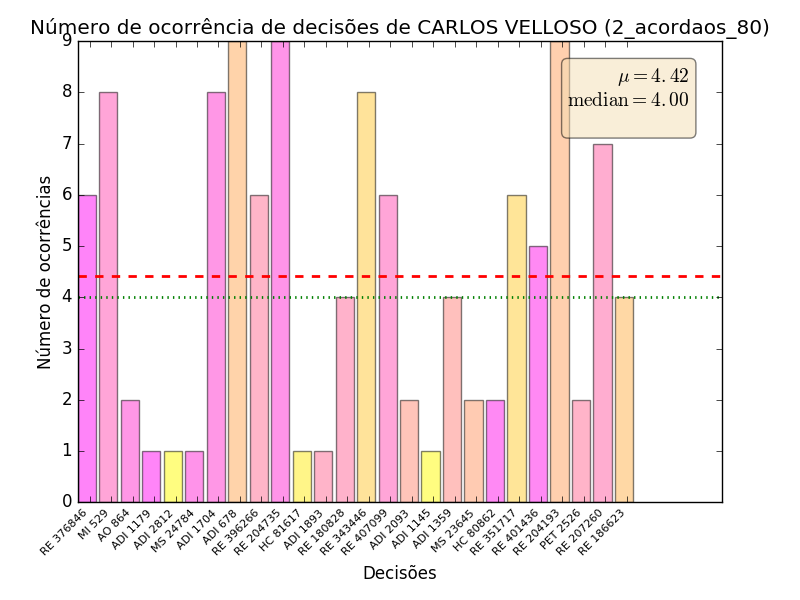 Número de ocorrência de decisões de CARLOS VELLOSO (2_acordaos_80)
μ = 4.42
median = 4.00
Número de ocorrências
9
8
7
6
5
4
3
2
1
0
RE 376846
MI 529
AO 864
ADI 1179
ADI 2812
MS 24784
ADI 1704
ADI 678
RE 396266
RE 204735
HC 81617
ADI 1893
RE 180828
RE 343446
RE 407099
ADI 2093
ADI 1145
ADI 1359
MS 23645
HC 80862
RE 351717
RE 401436
RE 204193
PET 2526
RE 207260
RE 186623
Decisões